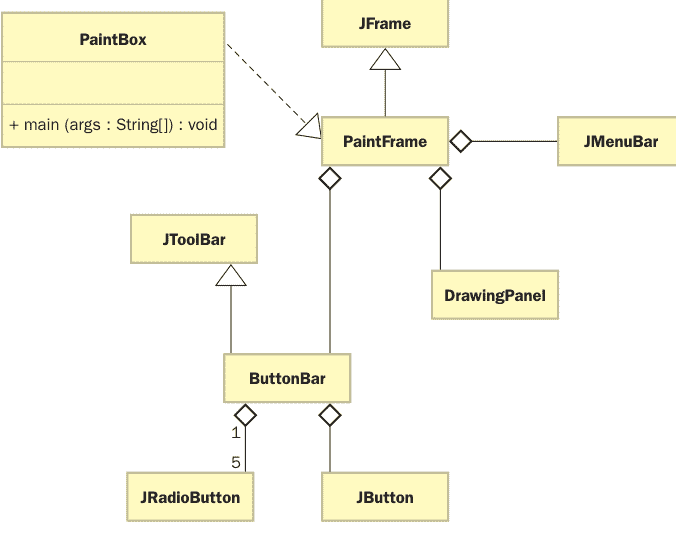 JFrame
PaintBox
+ main (args : String[]) : void
PaintFrame
JMenuBar
JToolBar
DrawingPanel
ButtonBar
1
5
JRadioButton
JButton